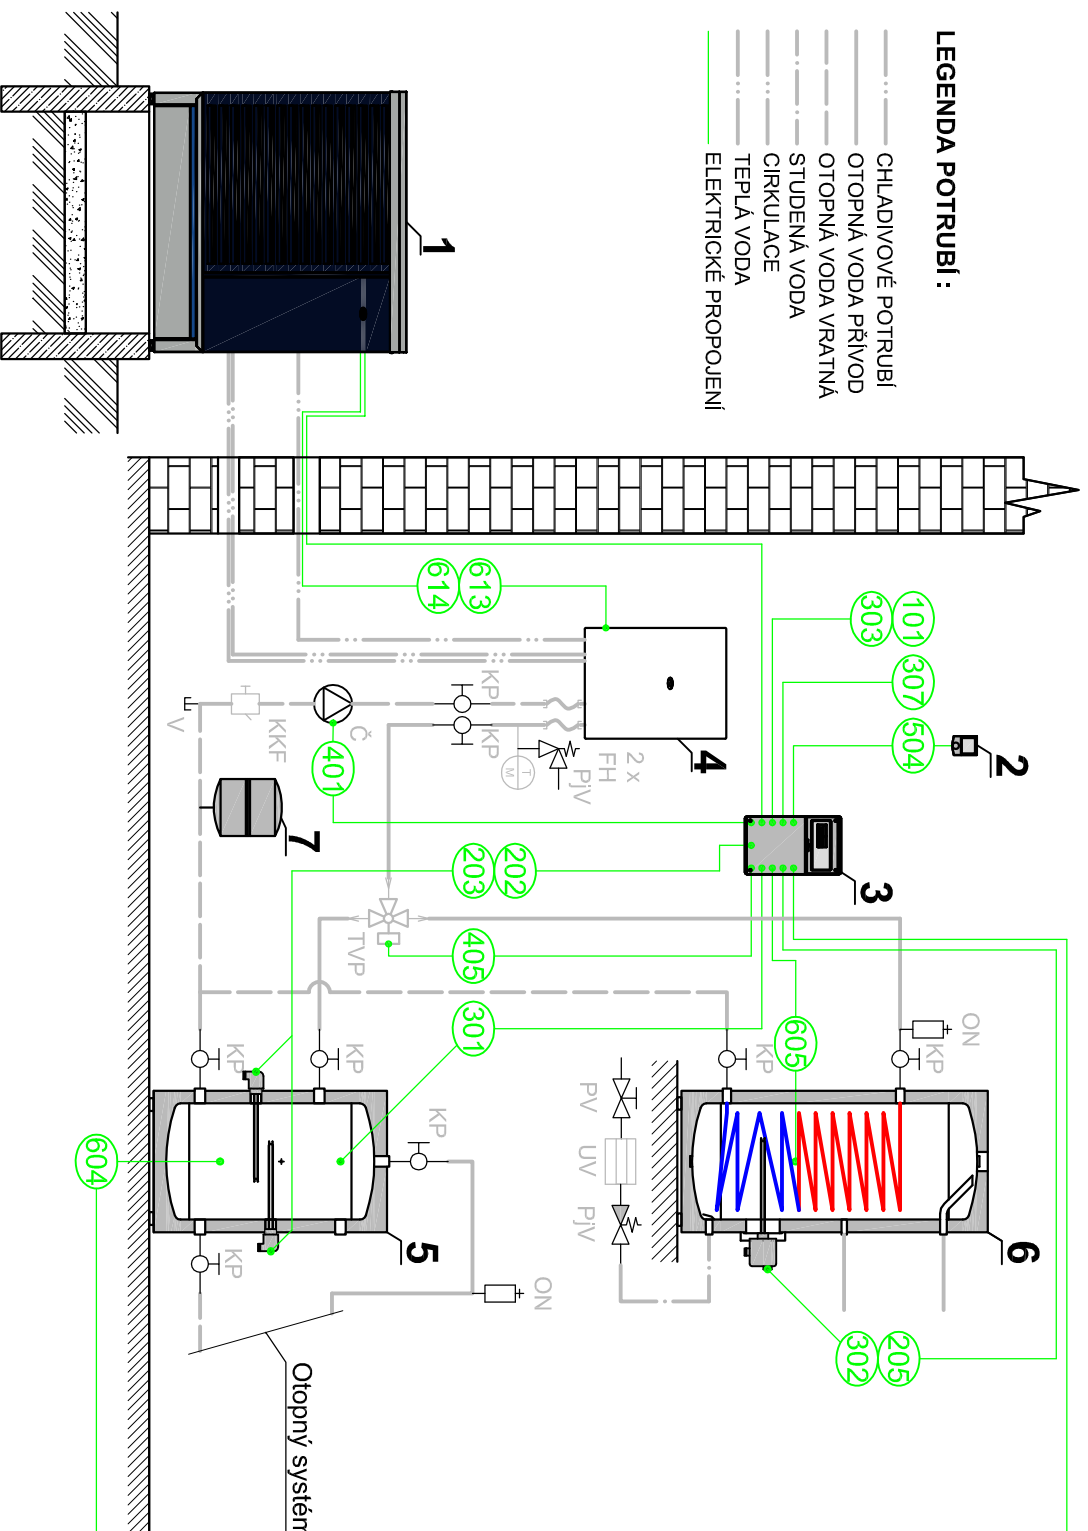 LEGENDA POTRUBÍ :
CHLADIVOVÉ POTRUBÍ
OTOPNÁ VODA PŘÍVOD
OTOPNÁ VODA VRATNÁ
STUDENÁ VODA
CIRKULACE
TEPLÁ VODA
ELEKTRICKÉ PROPOJENÍ
1
2
3
4
5
6
7
101
303
307
504
613
614
401
202
203
405
301
605
205
302
604
KP
KP
2 x
FH
PjV
T
M
Č
KKF
V
TVP
ON
KP
KP
KP
KP
KP
KP
ON
PV
UV
PjV
Otopný systém